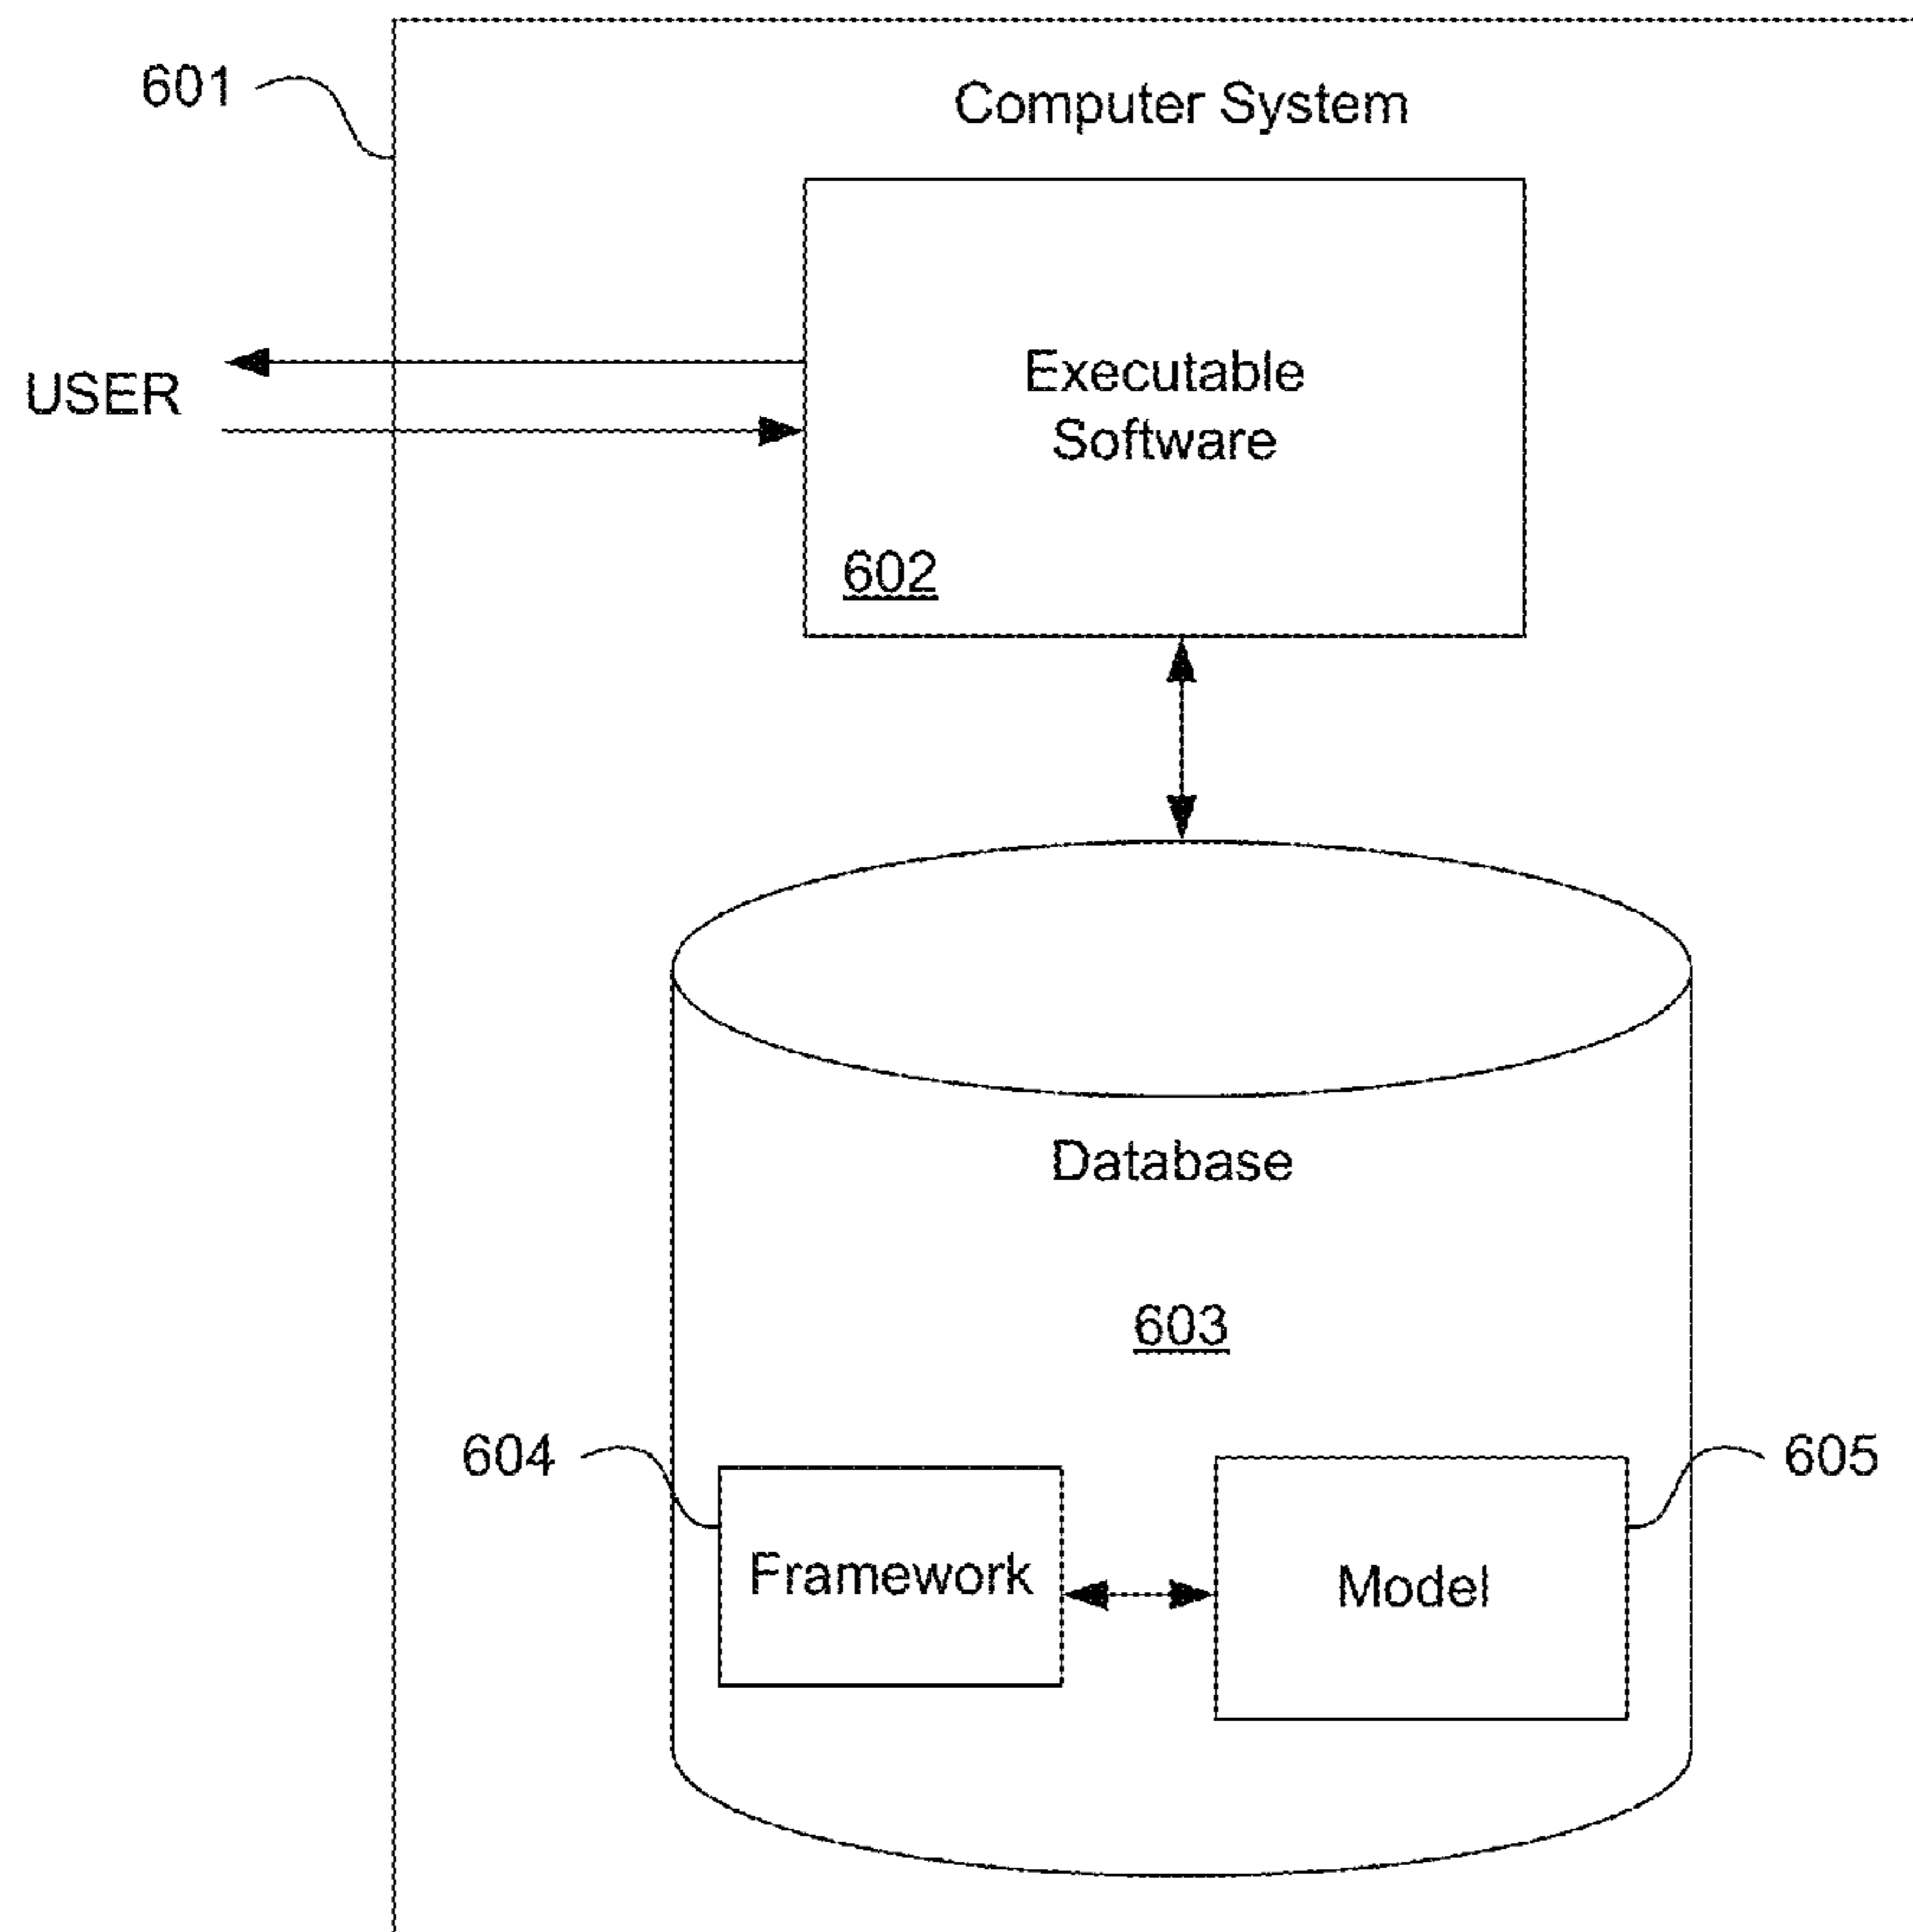 601
Computer System
USER
Executable
Software
602
Database
603
604
605
Framework
Model